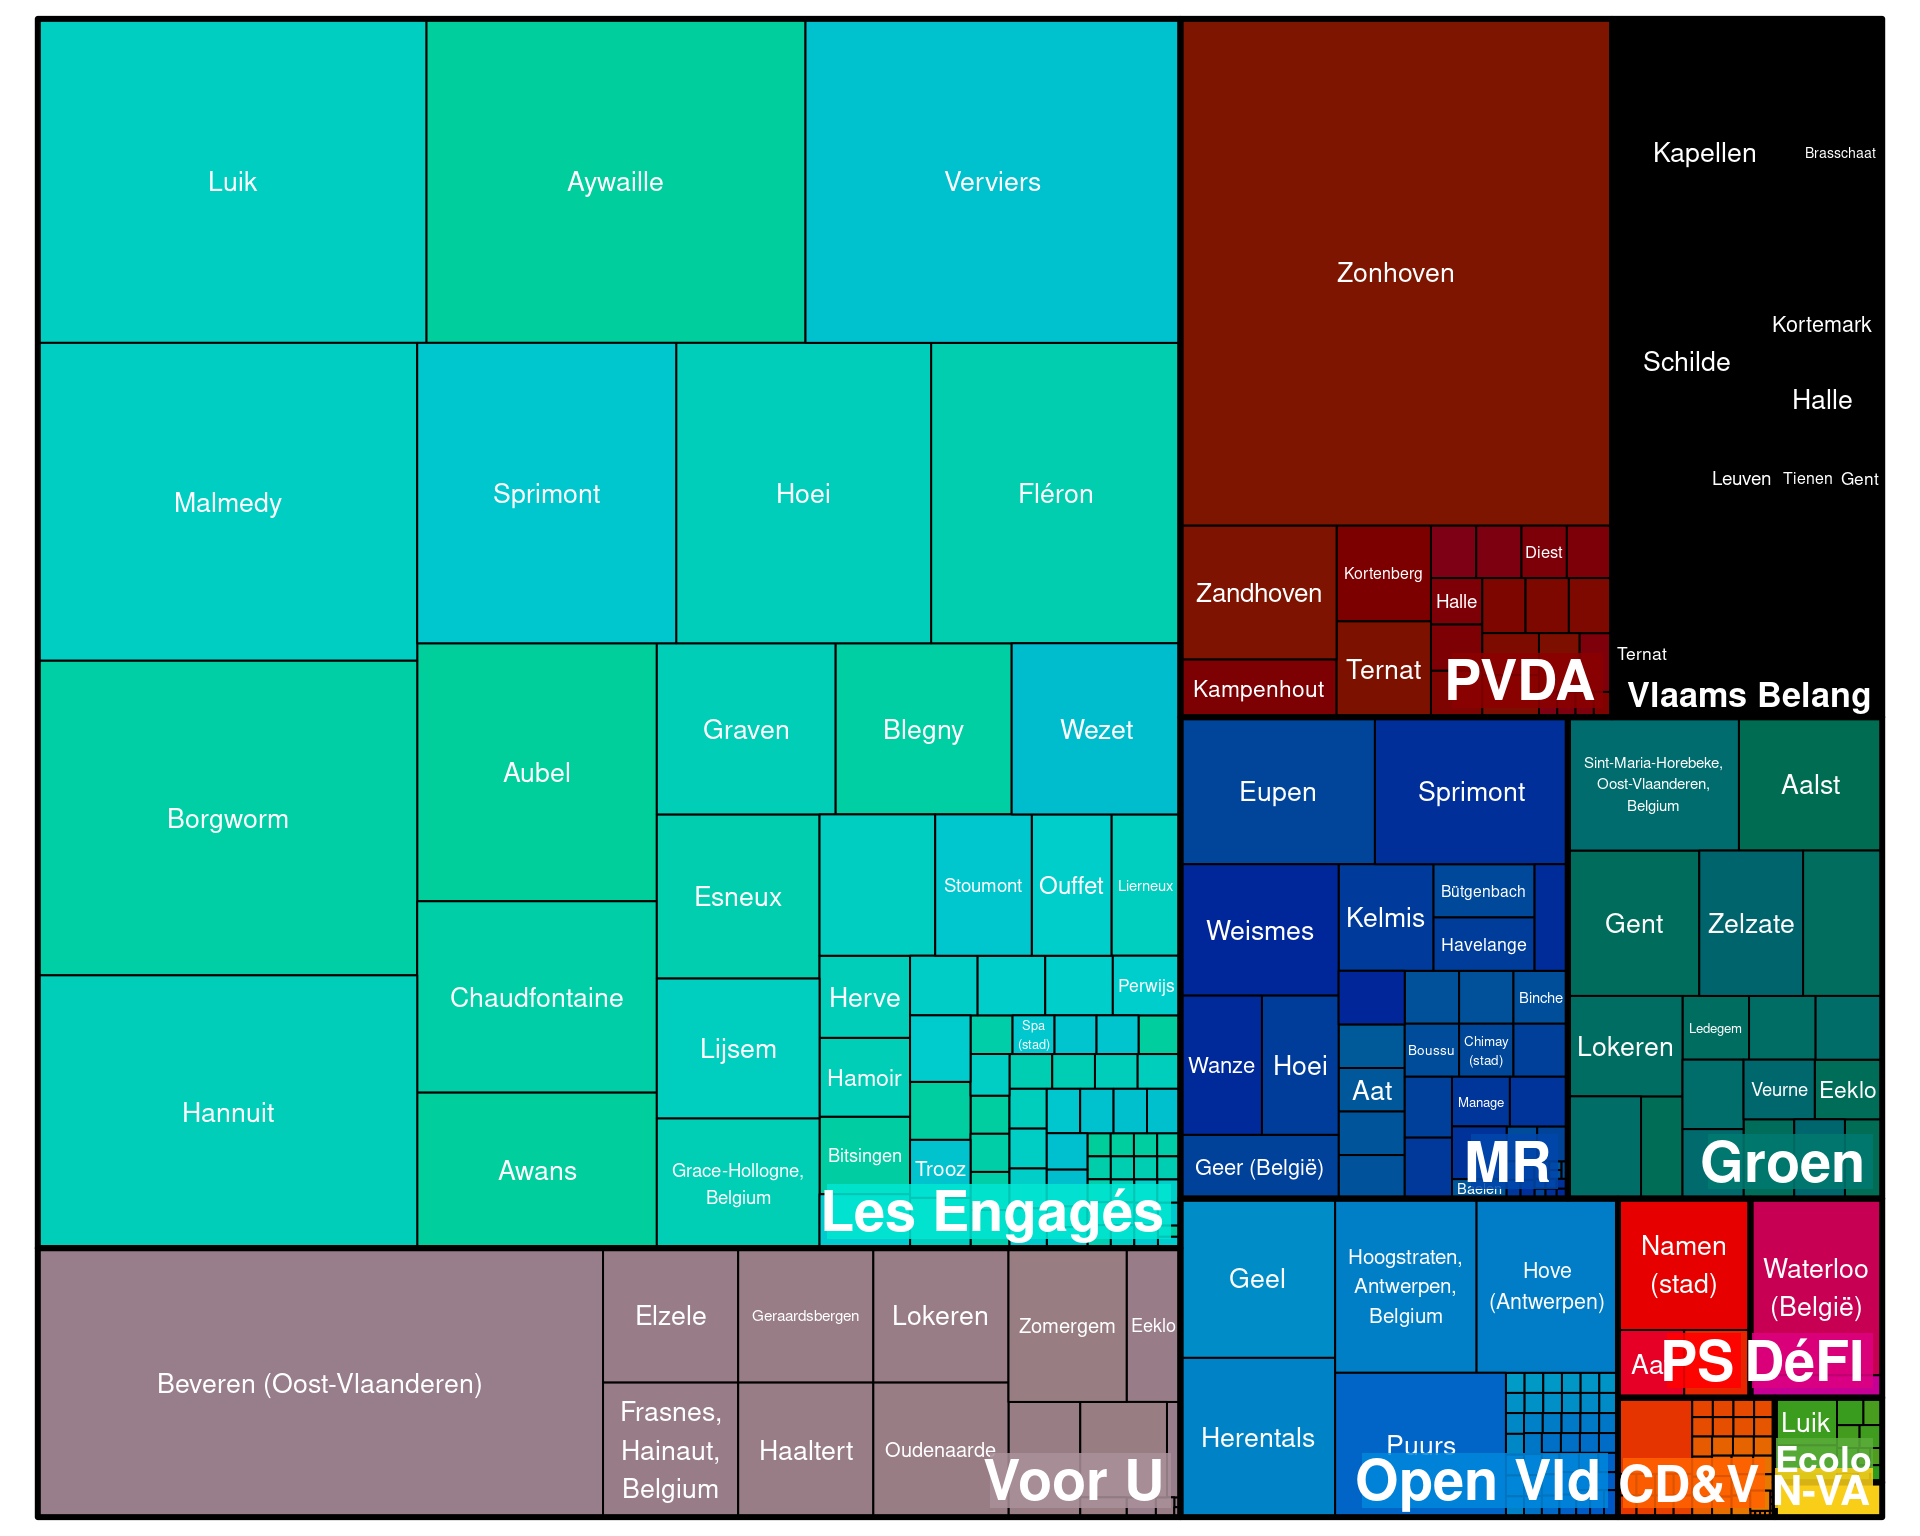 Luik
Aywaille
Verviers
Malmedy
Sprimont
Hoei
Fléron
Borgworm
Hannuit
Aubel
Chaudfontaine
Awans
Graven
Blegny
Wezet
Esneux
Lijsem
Grace-Hollogne,
Belgium
Stoumont
Ouffet
Lierneux
Herve
Hamoir
Bitsingen
Perwijs
Spa
(stad)
Trooz
Les Engagés
Beveren (Oost-Vlaanderen)
Elzele
Geraardsbergen
Lokeren
Zomergem
Eeklo
Frasnes,
Hainaut,
Belgium
Haaltert
Oudenaarde
Voor U
Zonhoven
Zandhoven
Kampenhout
Kortenberg
Ternat
Diest
Halle
PVDA
Kapellen
Brasschaat
Kortemark
Schilde
Halle
Leuven
Tienen
Gent
Ternat
Vlaams Belang
Eupen
Sprimont
Weismes
Kelmis
Bütgenbach
Havelange
Wanze
Hoei
Geer (België)
Aat
Binche
Boussu
Chimay
(stad)
Manage
Baelen
MR
Sint-Maria-Horebeke,
Oost-Vlaanderen,
Belgium
Aalst
Gent
Zelzate
Lokeren
Ledegem
Veurne
Eeklo
Groen
Geel
Herentals
Hoogstraten,
Antwerpen,
Belgium
Hove
(Antwerpen)
Puurs
Open Vld
Namen
(stad)
PS
Waterloo
(België)
DéFI
CD&V
Luik
Ecolo
N-VA